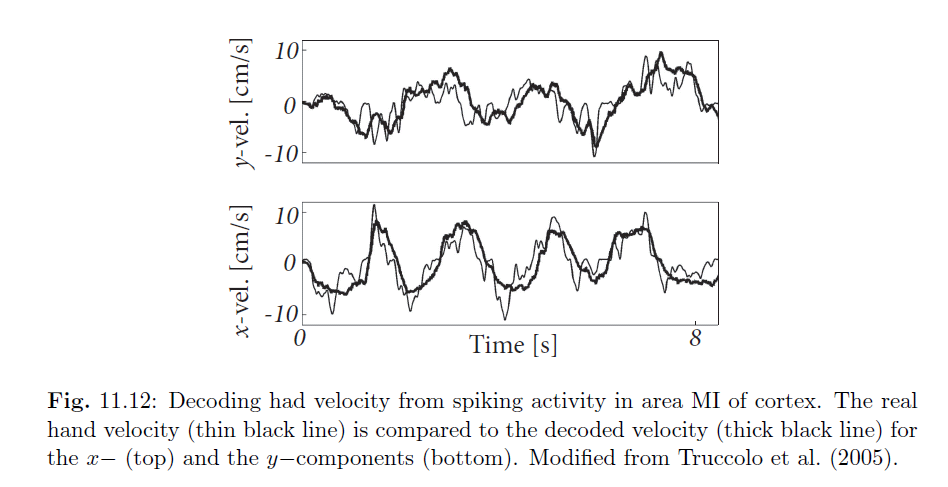 10
0
-10
y-vel. [cm/s]
10
0
-10
x-vel. [cm/s]
0
8
Time [s]
Fig. 11.12: Decoding had velocity from spiking activity in area MI of cortex. The real
hand velocity (thin black line) is compared to the decoded velocity (thick black line) for
the x− (top) and the y−components (bottom). Modified from Truccolo et al. (2005).